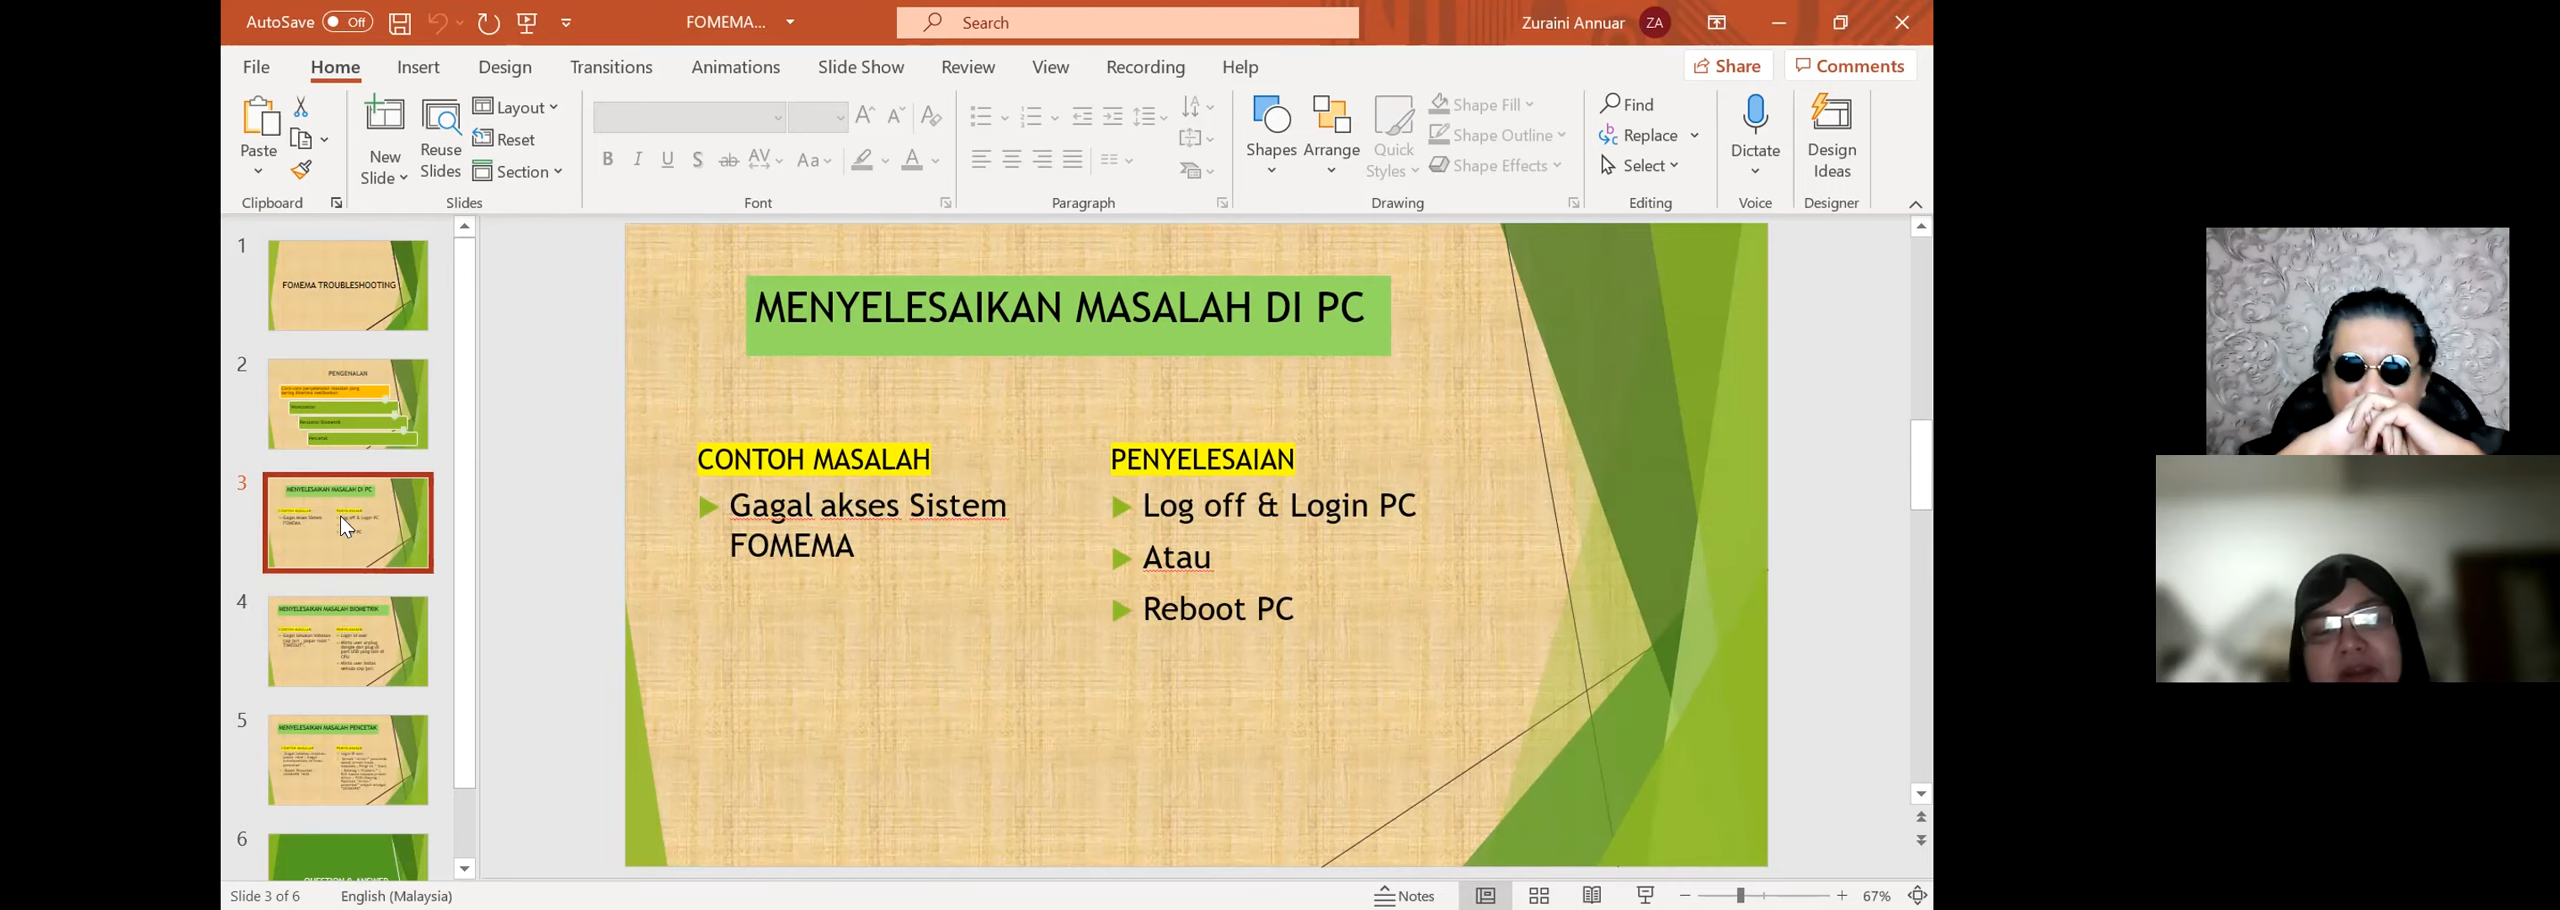 AutoSave Off FOMEMA... Search Zuraini Annuar ZA
File Home Insert Design Transitions Animations Slide Show Review View Recording Help Share Comments
Paste
New Slide
Reuse Slides
Layout
Reset
Section
Shapes
Arrange
Quick Styles
Shape Fill
Shape Outline
Shape Effects
Find
Replace
Select
Dictate
Design Ideas
Clipboard Slides Font Paragraph Drawing Editing Voice Designer
1
FOMEMA TROUBLESHOOTING
2
PENGENALAN
3
MENYELESAIKAN MASALAH DI PC
4
MENYELESAIKAN MASALAH BIOMETRIK
5
MENYELESAIKAN MASALAH PENCETAK
6
QUESTION & ANSWER
MENYELESAIKAN MASALAH DI PC
CONTOH MASALAH
Gagal akses Sistem
FOMEMA
PENYELESAIAN
Log off & Login PC
Atau
Reboot PC
Slide 3 of 6 English (Malaysia) Notes 67%